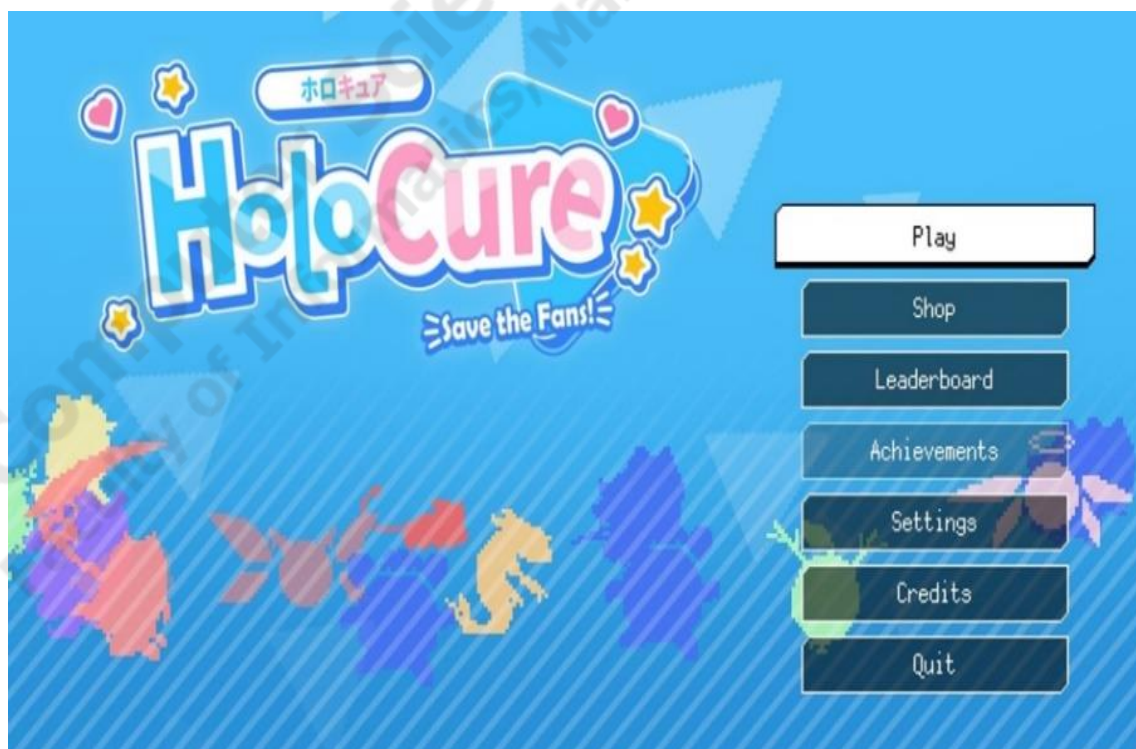 ホロキュア
HoloCure
Save the Fans!
Play
Shop
Leaderboard
Achievements
Settings
Credits
Quit